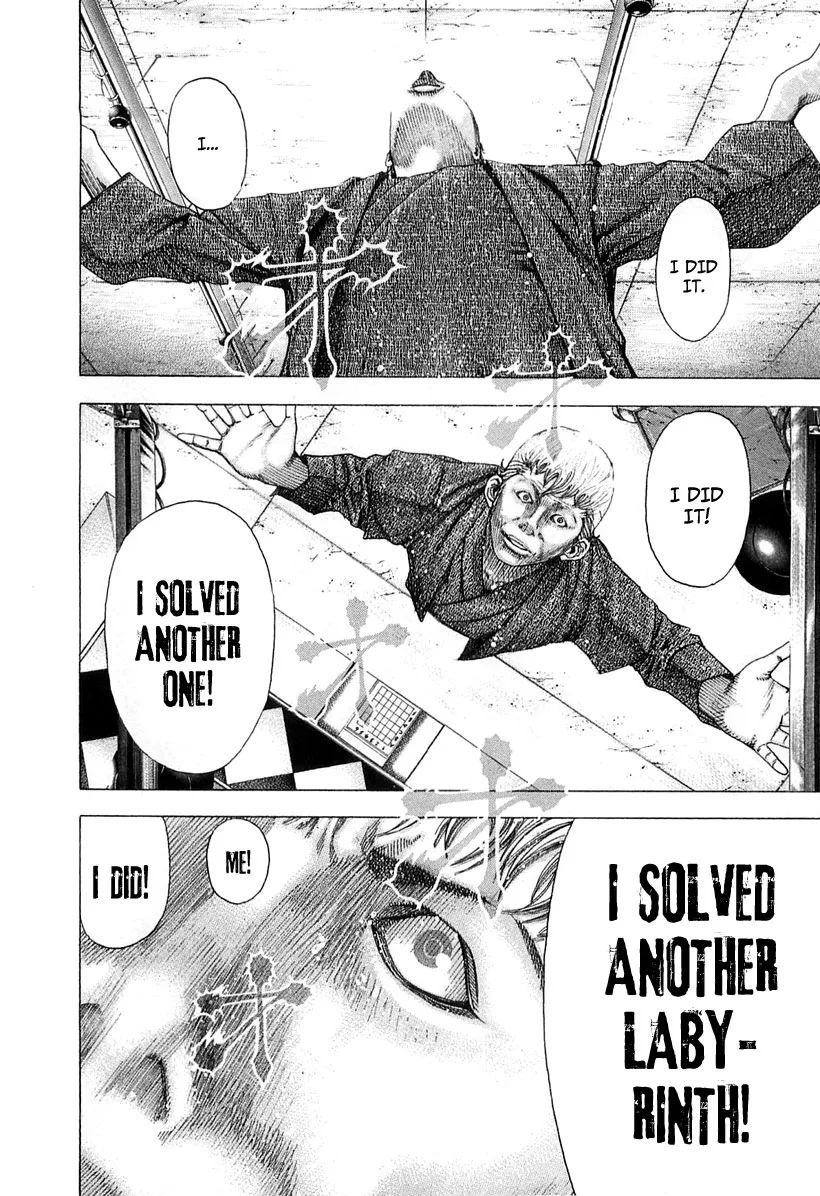 I...
I DID
IT.
I DID
IT!
I SOLVED
ANOTHER
ONE!
I SOLVED
ANOTHER
LABY-
RINTH!
ME!
I DID!